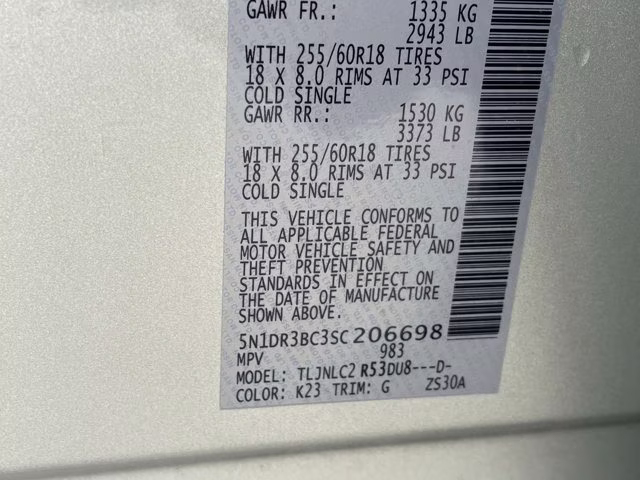 GAWR FR.: 1335 KG
2943 LB
WITH 255/60R18 TIRES
18 X 8.0 RIMS AT 33 PSI
COLD SINGLE
GAWR RR.: 1530 KG
3373 LB
WITH 255/60R18 TIRES
18 X 8.0 RIMS AT 33 PSI
COLD SINGLE
THIS VEHICLE CONFORMS TO
ALL APPLICABLE FEDERAL
MOTOR VEHICLE SAFETY AND
THEFT PREVENTION
STANDARDS IN EFFECT ON
THE DATE OF MANUFACTURE
SHOWN ABOVE.
5N1DR3BC3SC206698
MPV 983
MODEL: TLJNLC2 R53DU8---D-
COLOR: K23 TRIM: G ZS30A